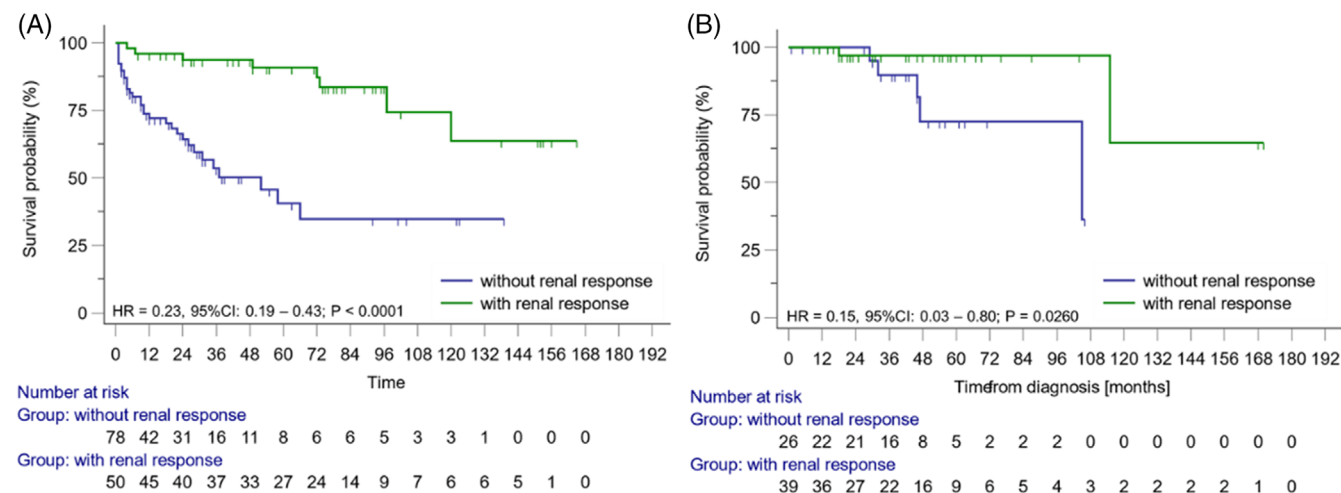 (A)
Survival probability (%)
100
75
50
25
0
without renal response
with renal response
HR = 0.23, 95%CI: 0.19 – 0.43; P < 0.0001
0 12 24 36 48 60 72 84 96 108 120 132 144 156 168 180 192
Time
Number at risk
Group: without renal response
78 42 31 16 11 8 6 6 5 3 3 1 0 0 0
Group: with renal response
50 45 40 37 33 27 24 14 9 7 6 6 5 1 0
(B)
Survival probability (%)
100
75
50
25
0
without renal response
with renal response
HR = 0.15, 95%CI: 0.03 – 0.80; P = 0.0260
0 12 24 36 48 60 72 84 96 108 120 132 144 156 168 180 192
Time from diagnosis [months]
Number at risk
Group: without renal response
26 22 21 16 8 5 2 2 2 0 0 0 0 0 0 0
Group: with renal response
39 36 27 22 16 9 6 5 4 3 2 2 2 2 1 0